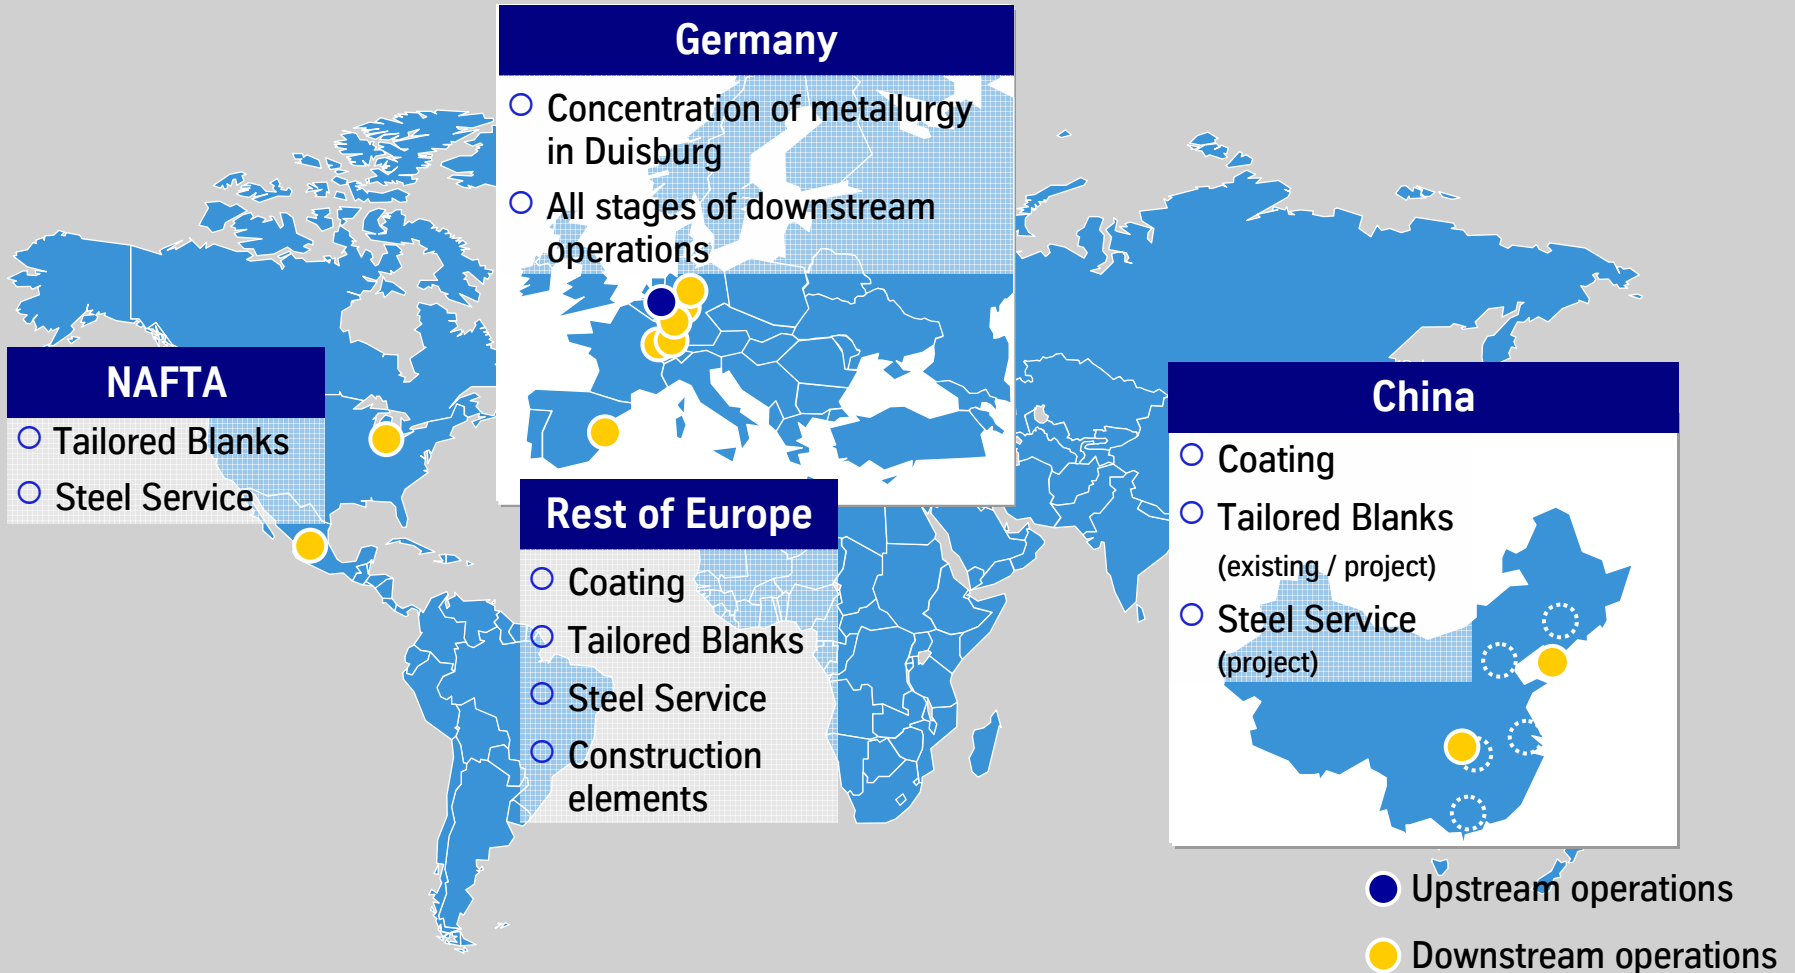 Germany
Concentration of metallurgy
in Duisburg
All stages of downstream
operations
NAFTA
Tailored Blanks
Steel Service
Rest of Europe
Coating
Tailored Blanks
Steel Service
Construction
elements
China
Coating
Tailored Blanks
(existing / project)
Steel Service
(project)
Upstream operations
Downstream operations